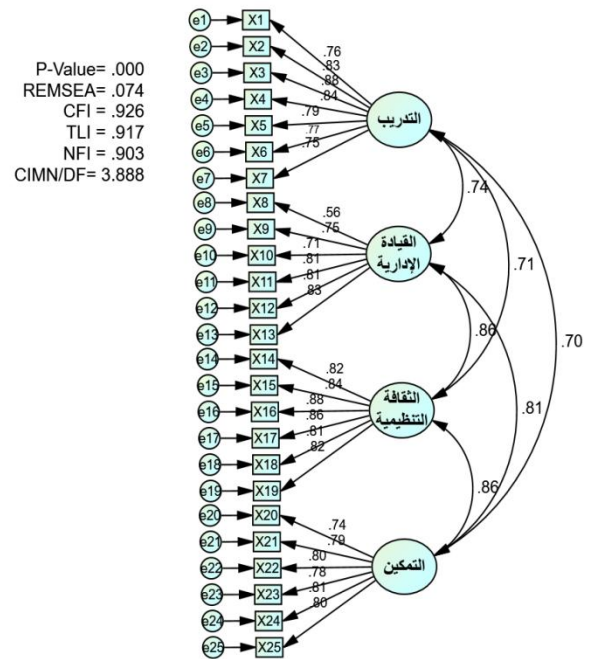 P-Value= .000
REMSEA= .074
CFI = .926
TLI = .917
NFI = .903
CIMN/DF= 3.888
e1 X1
e2 X2
e3 X3
e4 X4
e5 X5
e6 X6
e7 X7
e8 X8
e9 X9
e10 X10
e11 X11
e12 X12
e13 X13
e14 X14
e15 X15
e16 X16
e17 X17
e18 X18
e19 X19
e20 X20
e21 X21
e22 X22
e23 X23
e24 X24
e25 X25
.76
.83
.88
.84
.79
.77
.75
التدريب
.56
.75
.71
.81
.81
.83
القيادة
الإدارية
.82
.84
.88
.86
.81
.82
الثقافة
التنظيمية
.74
.79
.80
.78
.81
.80
التمكين
.74
.71
.70
.86
.81
.86